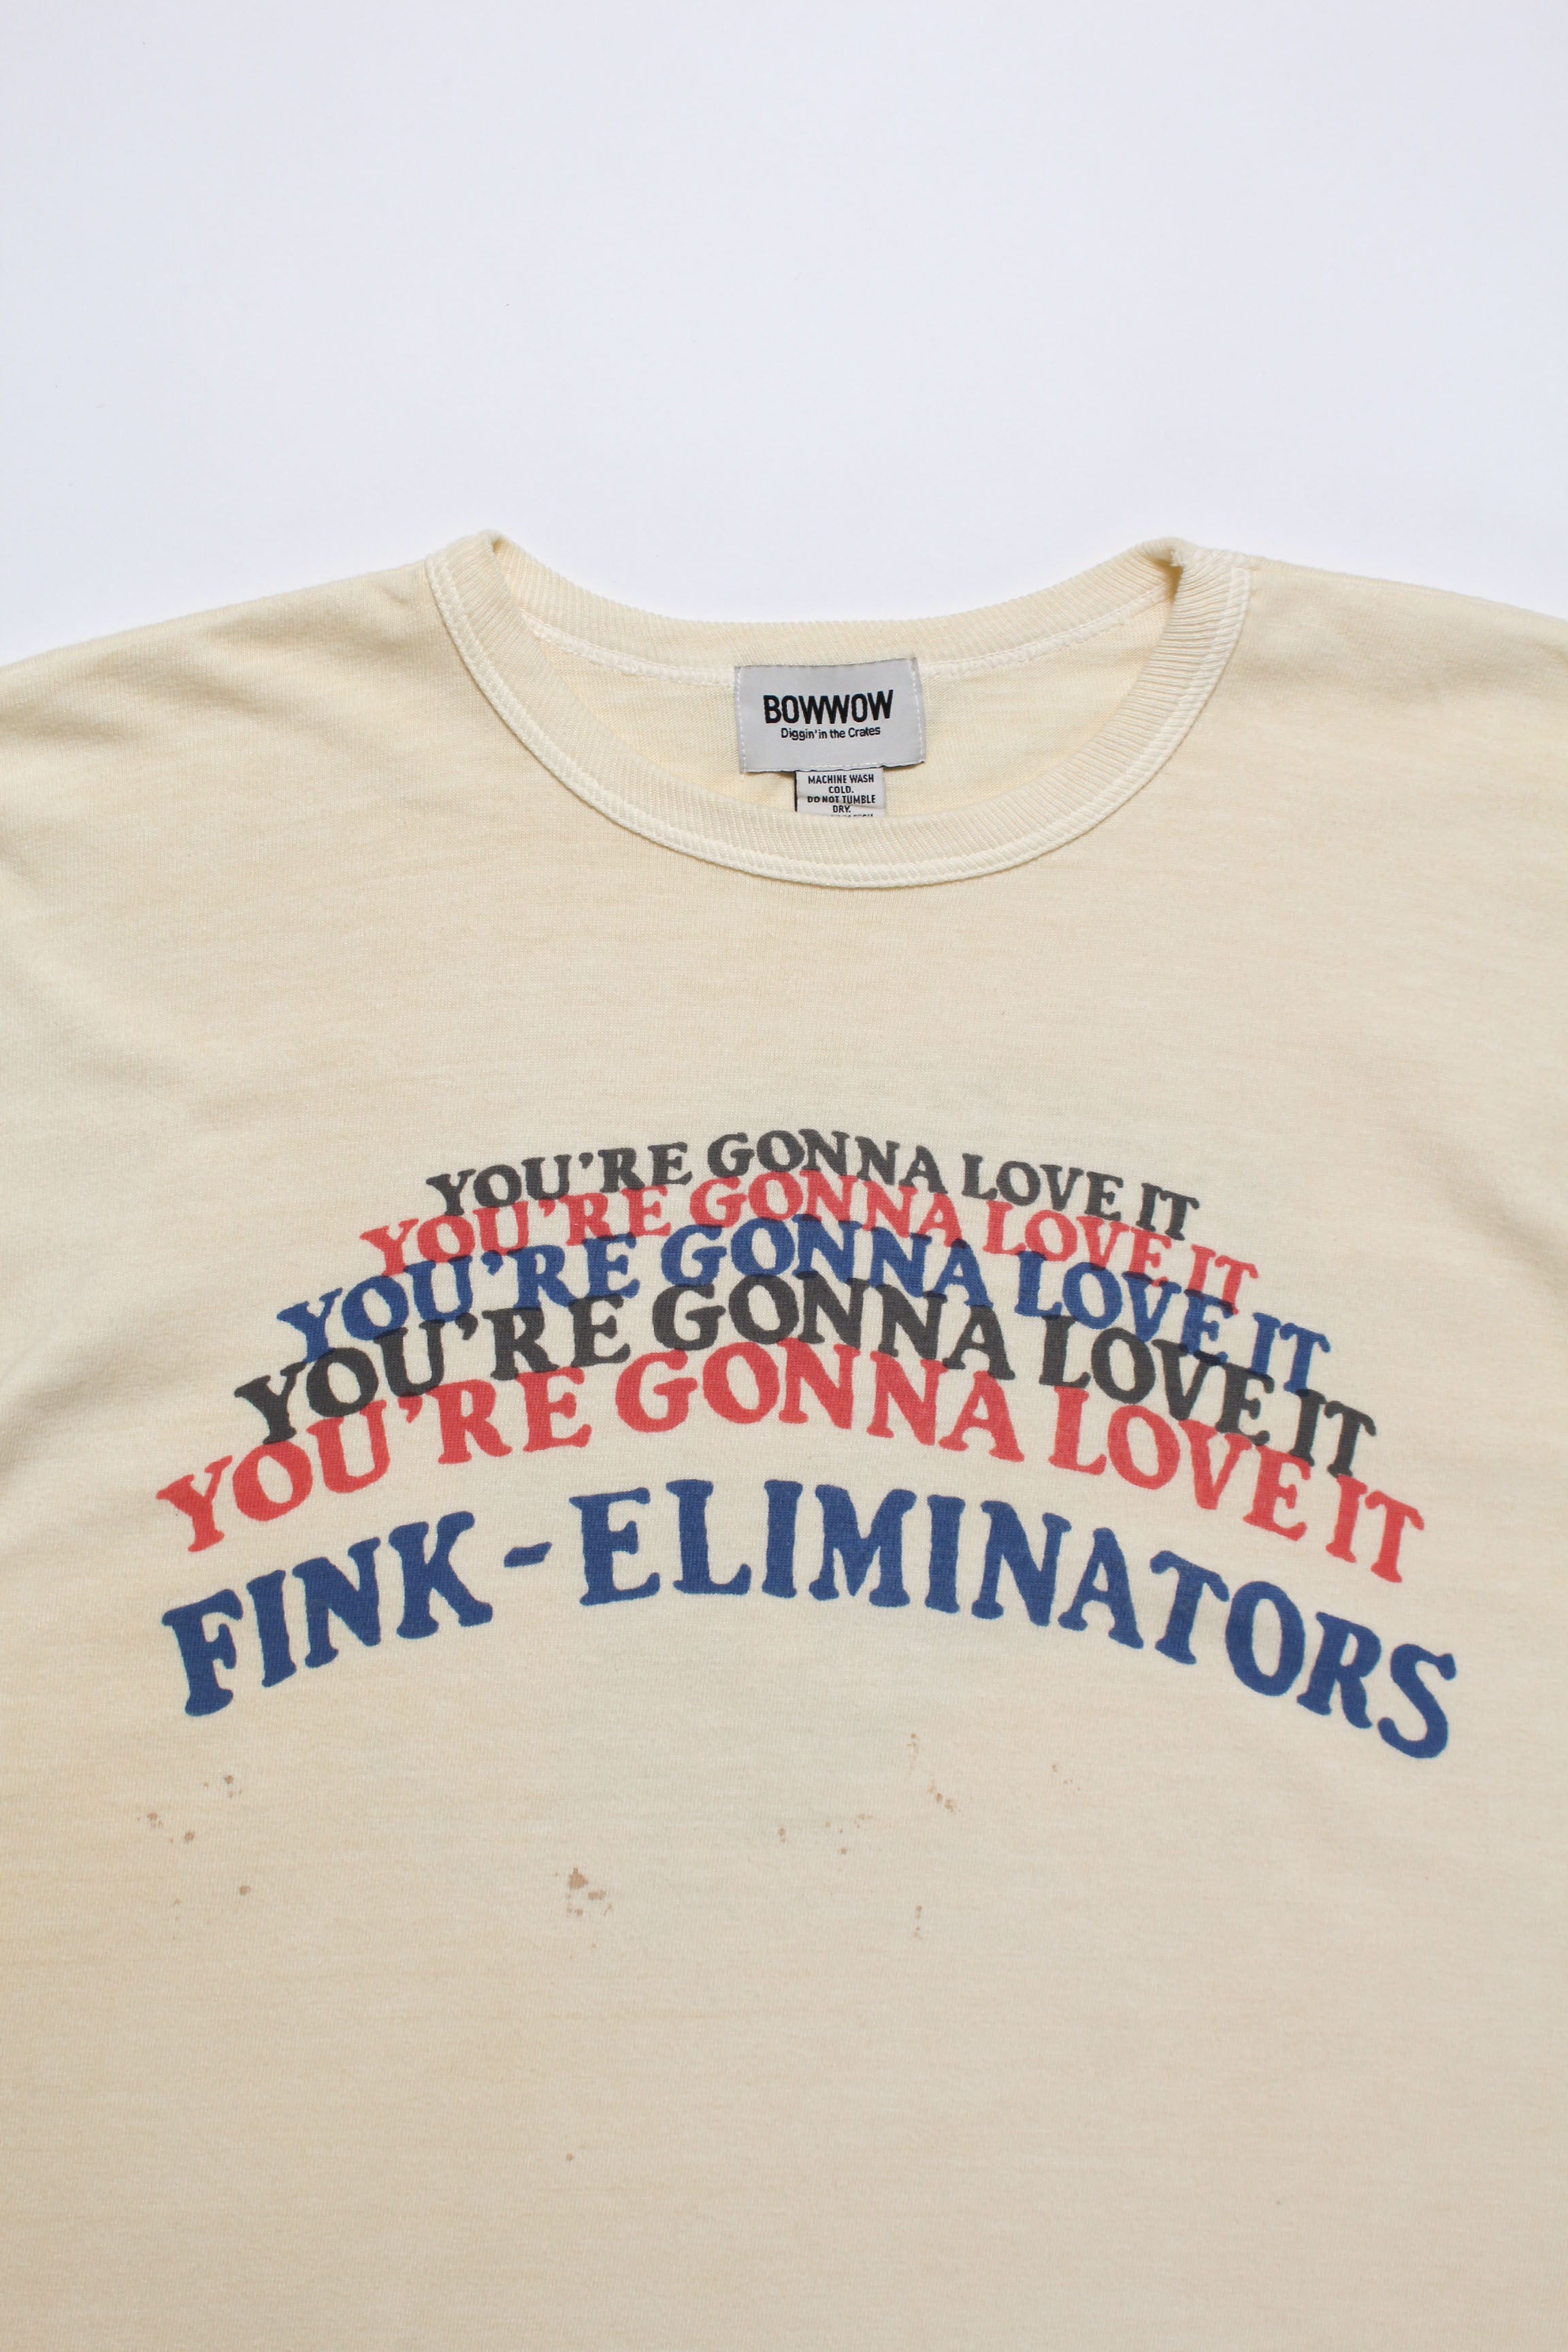 BOWWOW
Diggin' in the Crates
MACHINE WASH
COLD.
DO NOT TUMBLE
DRY.
YOU'RE GONNA LOVE IT
YOU'RE GONNA LOVE IT
YOU'RE GONNA LOVE IT
YOU'RE GONNA LOVE IT
YOU'RE GONNA LOVE IT
FINK-ELIMINATORS